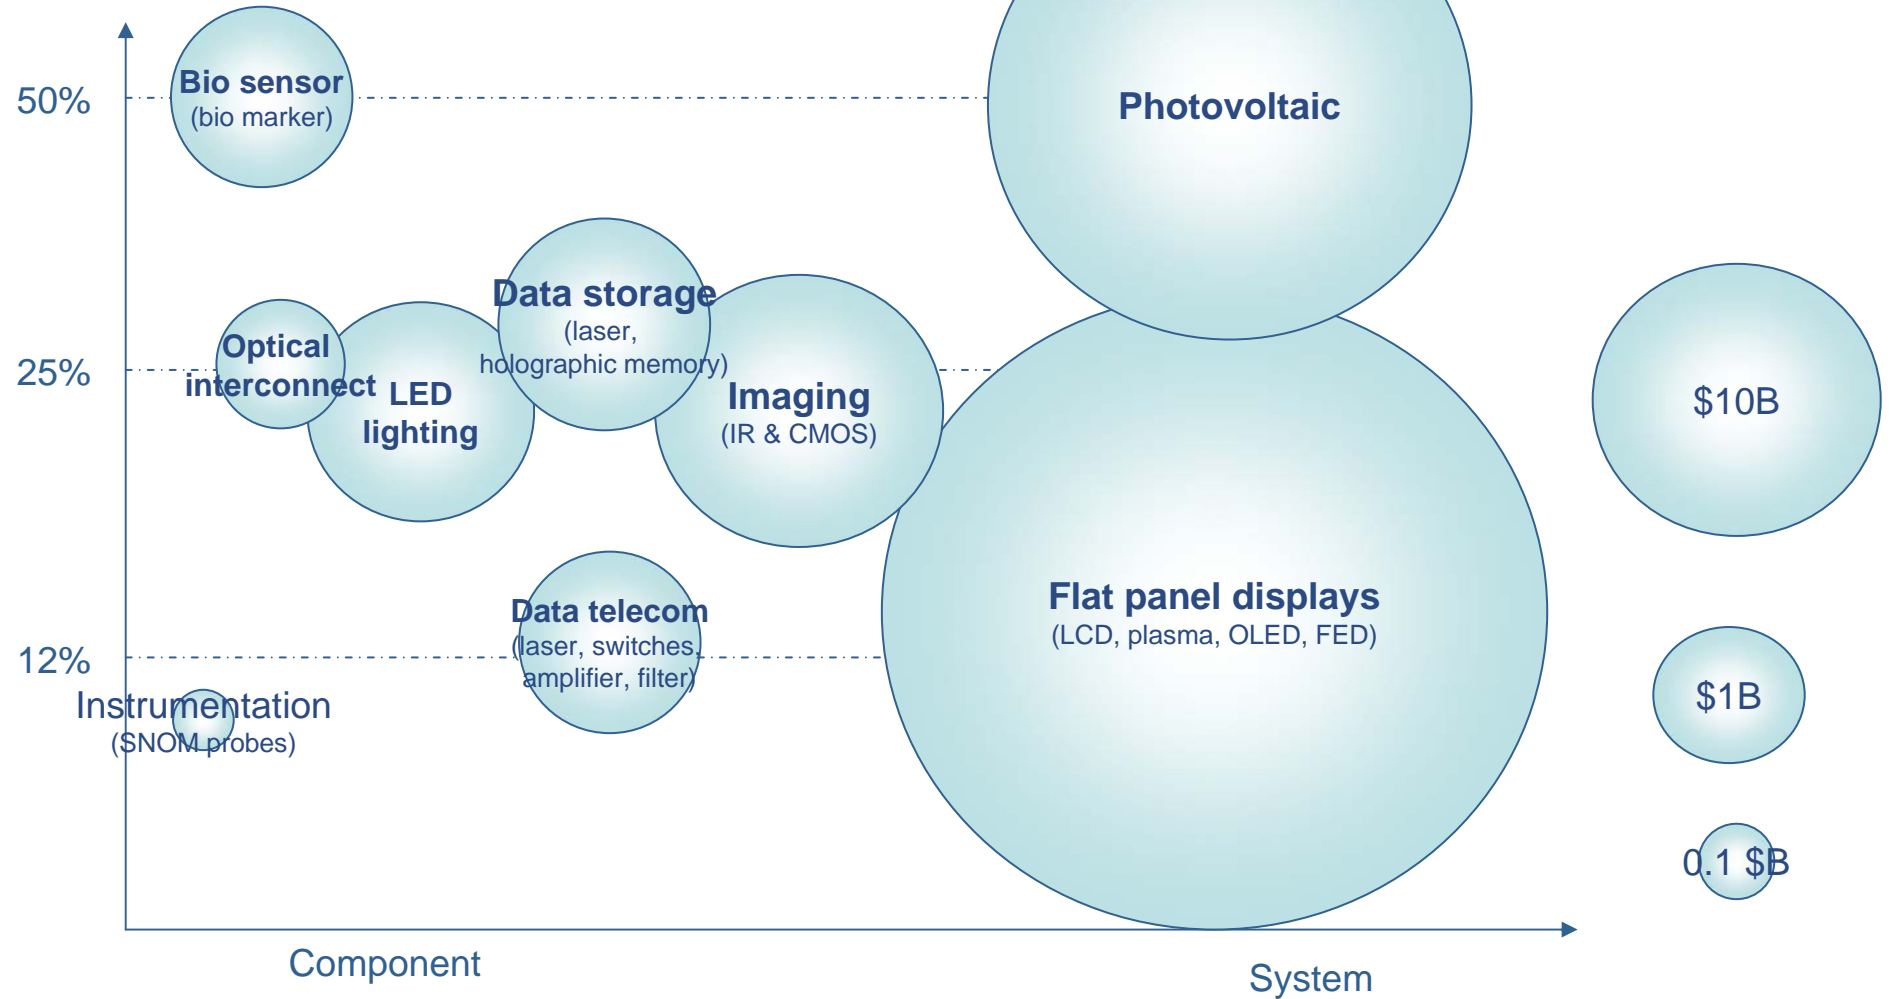 50%
Bio sensor
(bio marker)
Photovoltaic
Data storage
(laser,
holographic memory)
Optical
interconnect
25%
LED
lighting
Imaging
(IR & CMOS)
$10B
Data telecom
(laser, switches,
amplifier, filter)
Flat panel displays
(LCD, plasma, OLED, FED)
12%
Instrumentation
(SNOM probes)
$1B
0.1 $B
Component
System